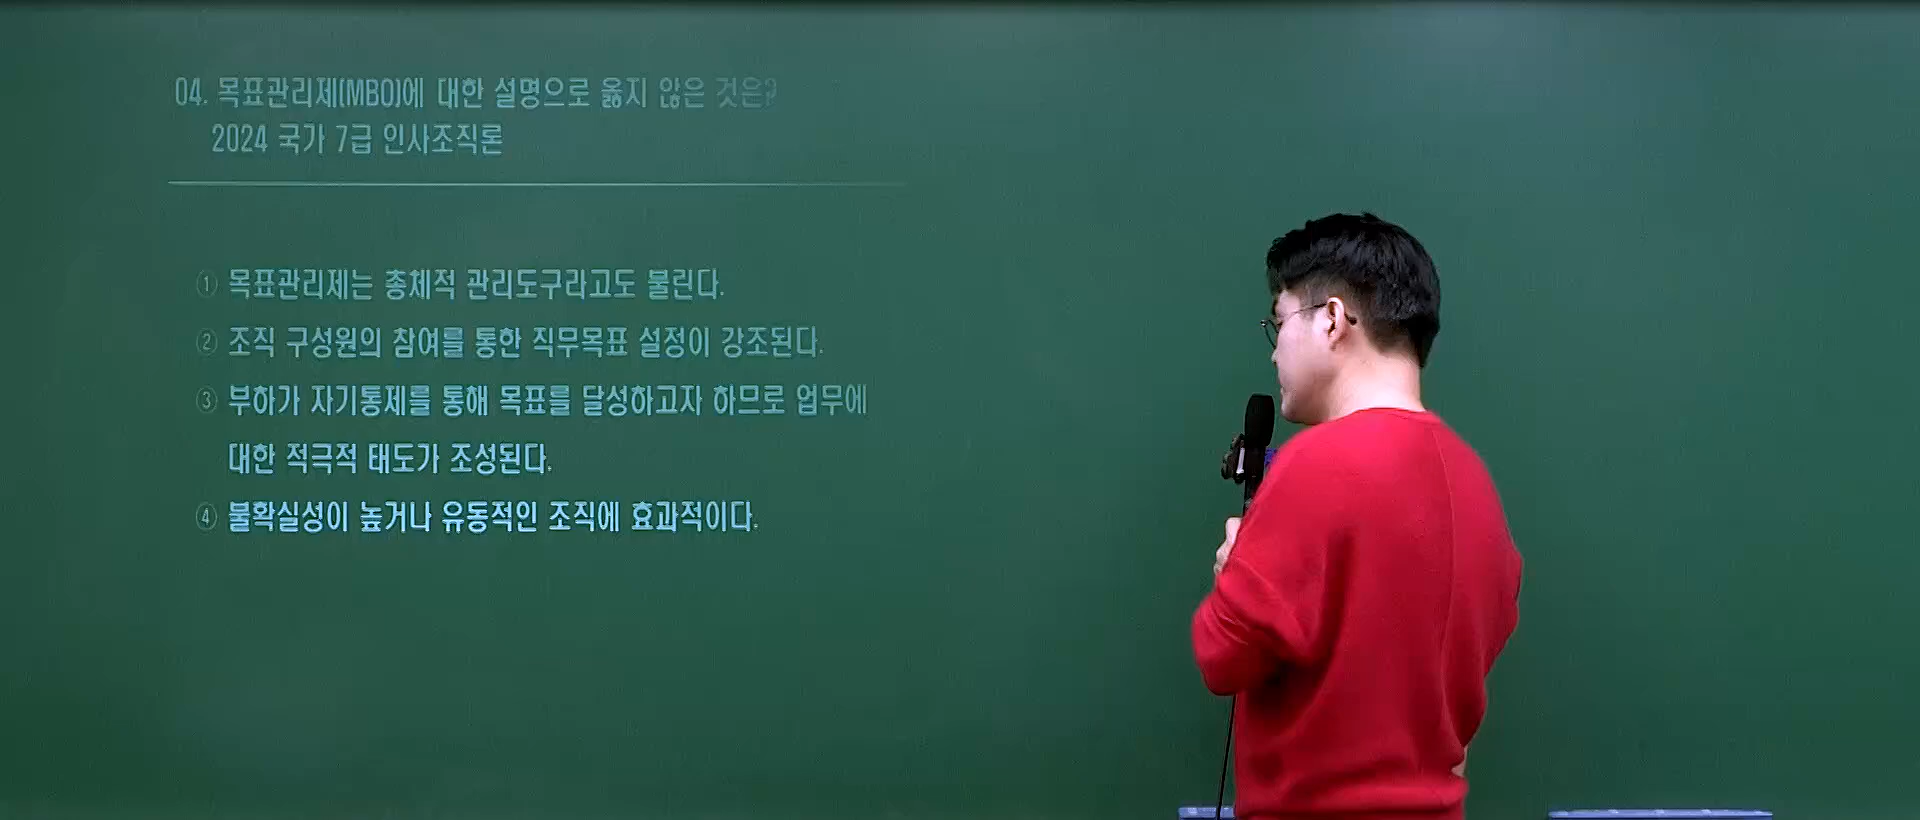 04. 목표관리제(MBO)에 대한 설명으로 옳지 않은 것은?
2024 국가 7급 인사조직론
① 목표관리제는 총체적 관리도구라고도 불린다.
② 조직 구성원의 참여를 통한 직무목표 설정이 강조된다.
③ 부하가 자기통제를 통해 목표를 달성하고자 하므로 업무에
대한 적극적 태도가 조성된다.
④ 불확실성이 높거나 유동적인 조직에 효과적이다.